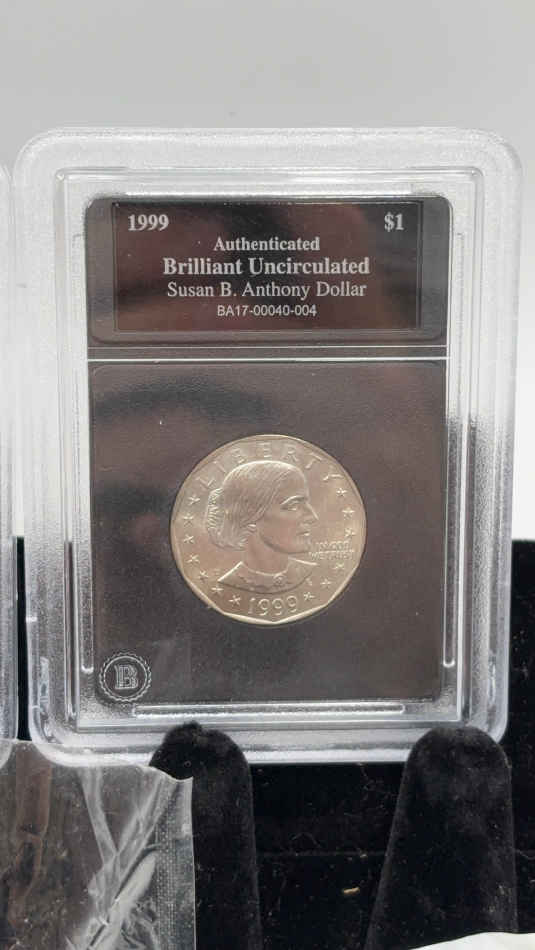 1999 $1
Authenticated
Brilliant Uncirculated
Susan B. Anthony Dollar
BA17-00040-004
LIBERTY
IN GOD
WE TRUST
1999
B